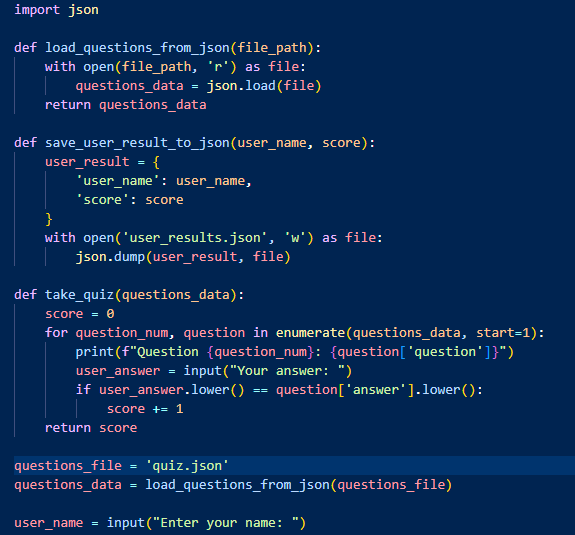 import json

def load_questions_from_json(file_path):
    with open(file_path, 'r') as file:
        questions_data = json.load(file)
    return questions_data

def save_user_result_to_json(user_name, score):
    user_result = {
        'user_name': user_name,
        'score': score
    }
    with open('user_results.json', 'w') as file:
        json.dump(user_result, file)

def take_quiz(questions_data):
    score = 0
    for question_num, question in enumerate(questions_data, start=1):
        print(f"Question {question_num}: {question['question']}")
        user_answer = input("Your answer: ")
        if user_answer.lower() == question['answer'].lower():
            score += 1
    return score

questions_file = 'quiz.json'
questions_data = load_questions_from_json(questions_file)

user_name = input("Enter your name: ")